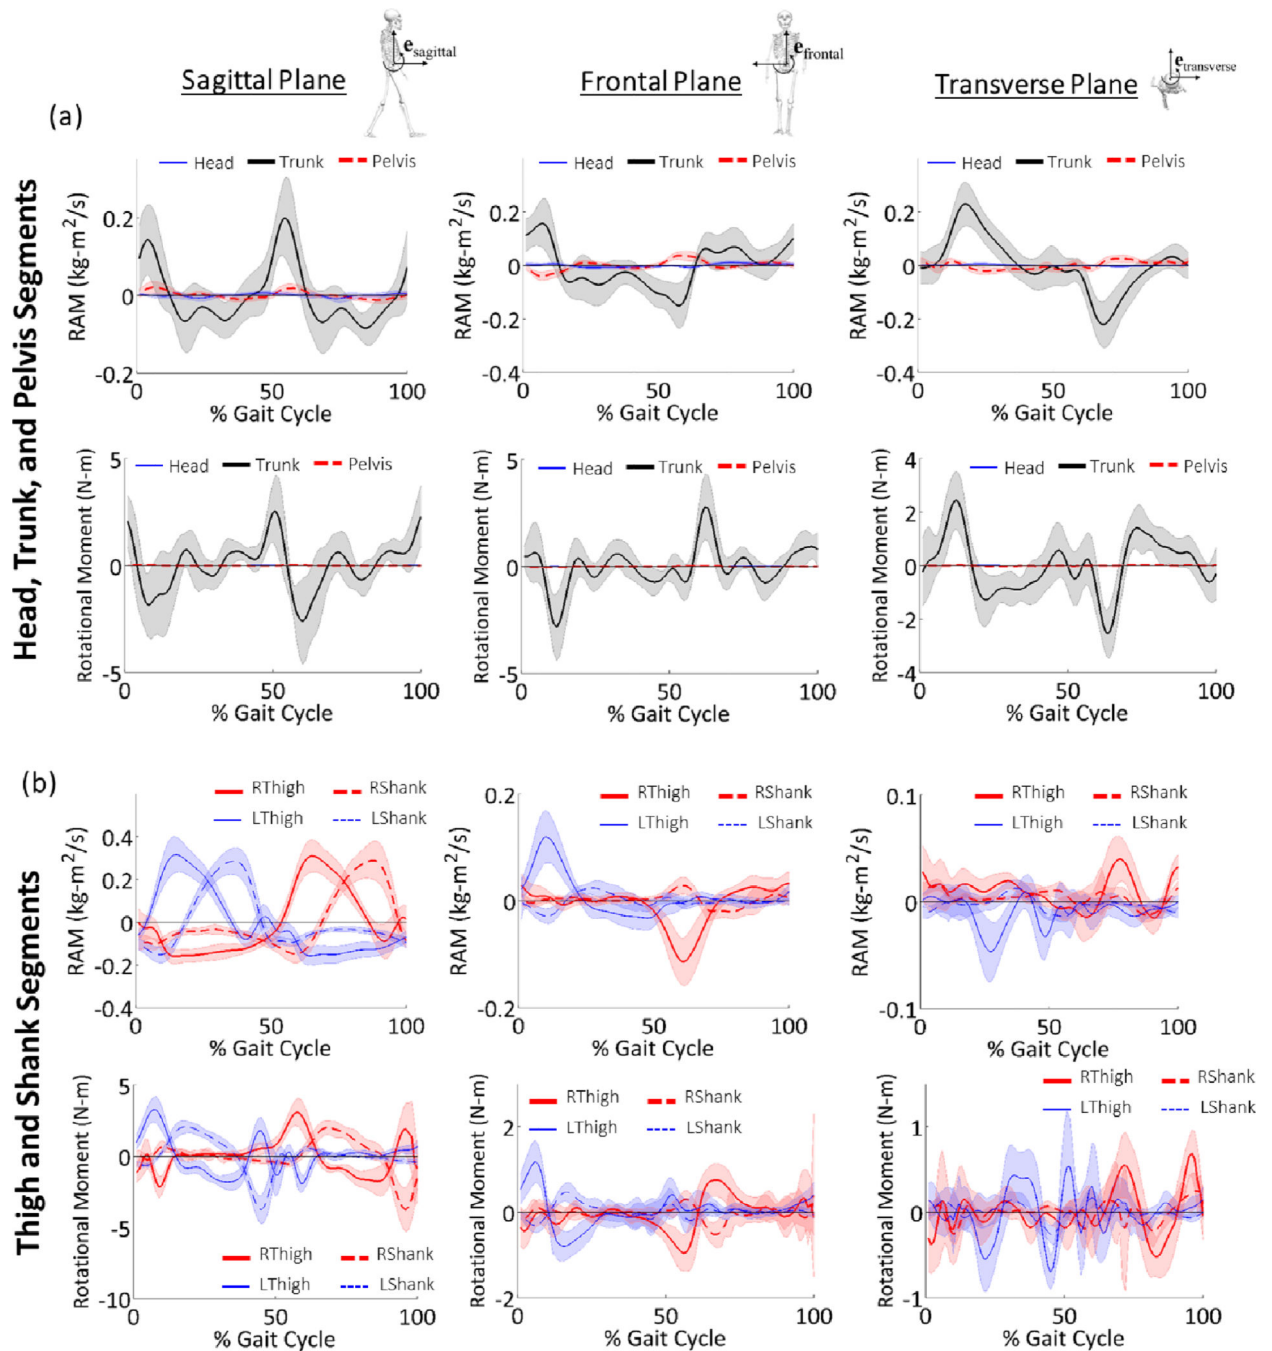 e sagittal
e frontal
e transverse
Sagittal Plane
Frontal Plane
Transverse Plane
(a)
Head, Trunk, and Pelvis Segments
Head Trunk Pelvis
RAM (kg-m²/s)
0.2
0
-0.2
0 50 100
% Gait Cycle
Head Trunk Pelvis
RAM (kg-m²/s)
0.2
0
-0.2
-0.4
0 50 100
% Gait Cycle
Head Trunk Pelvis
RAM (kg-m²/s)
0.2
0
-0.2
-0.4
0 50 100
% Gait Cycle
Head Trunk Pelvis
Rotational Moment (N-m)
5
0
-5
0 50 100
% Gait Cycle
Head Trunk Pelvis
Rotational Moment (N-m)
5
0
-5
0 50 100
% Gait Cycle
Head Trunk Pelvis
Rotational Moment (N-m)
4
2
0
-2
-4
0 50 100
% Gait Cycle
(b)
Thigh and Shank Segments
RThigh RShank
LThigh LShank
RAM (kg-m²/s)
0.4
0.2
0
-0.2
-0.4
0 50 100
% Gait Cycle
RThigh RShank
LThigh LShank
RAM (kg-m²/s)
0.2
0
-0.2
0 50 100
% Gait Cycle
RThigh RShank
LThigh LShank
RAM (kg-m²/s)
0.1
0
-0.1
0 50 100
% Gait Cycle
Rotational Moment (N-m)
5
0
-5
-10
RThigh RShank
LThigh LShank
0 50 100
% Gait Cycle
RThigh RShank
LThigh LShank
Rotational Moment (N-m)
2
0
-2
0 50 100
% Gait Cycle
RThigh RShank
LThigh LShank
Rotational Moment (N-m)
1
0
-1
0 50 100
% Gait Cycle